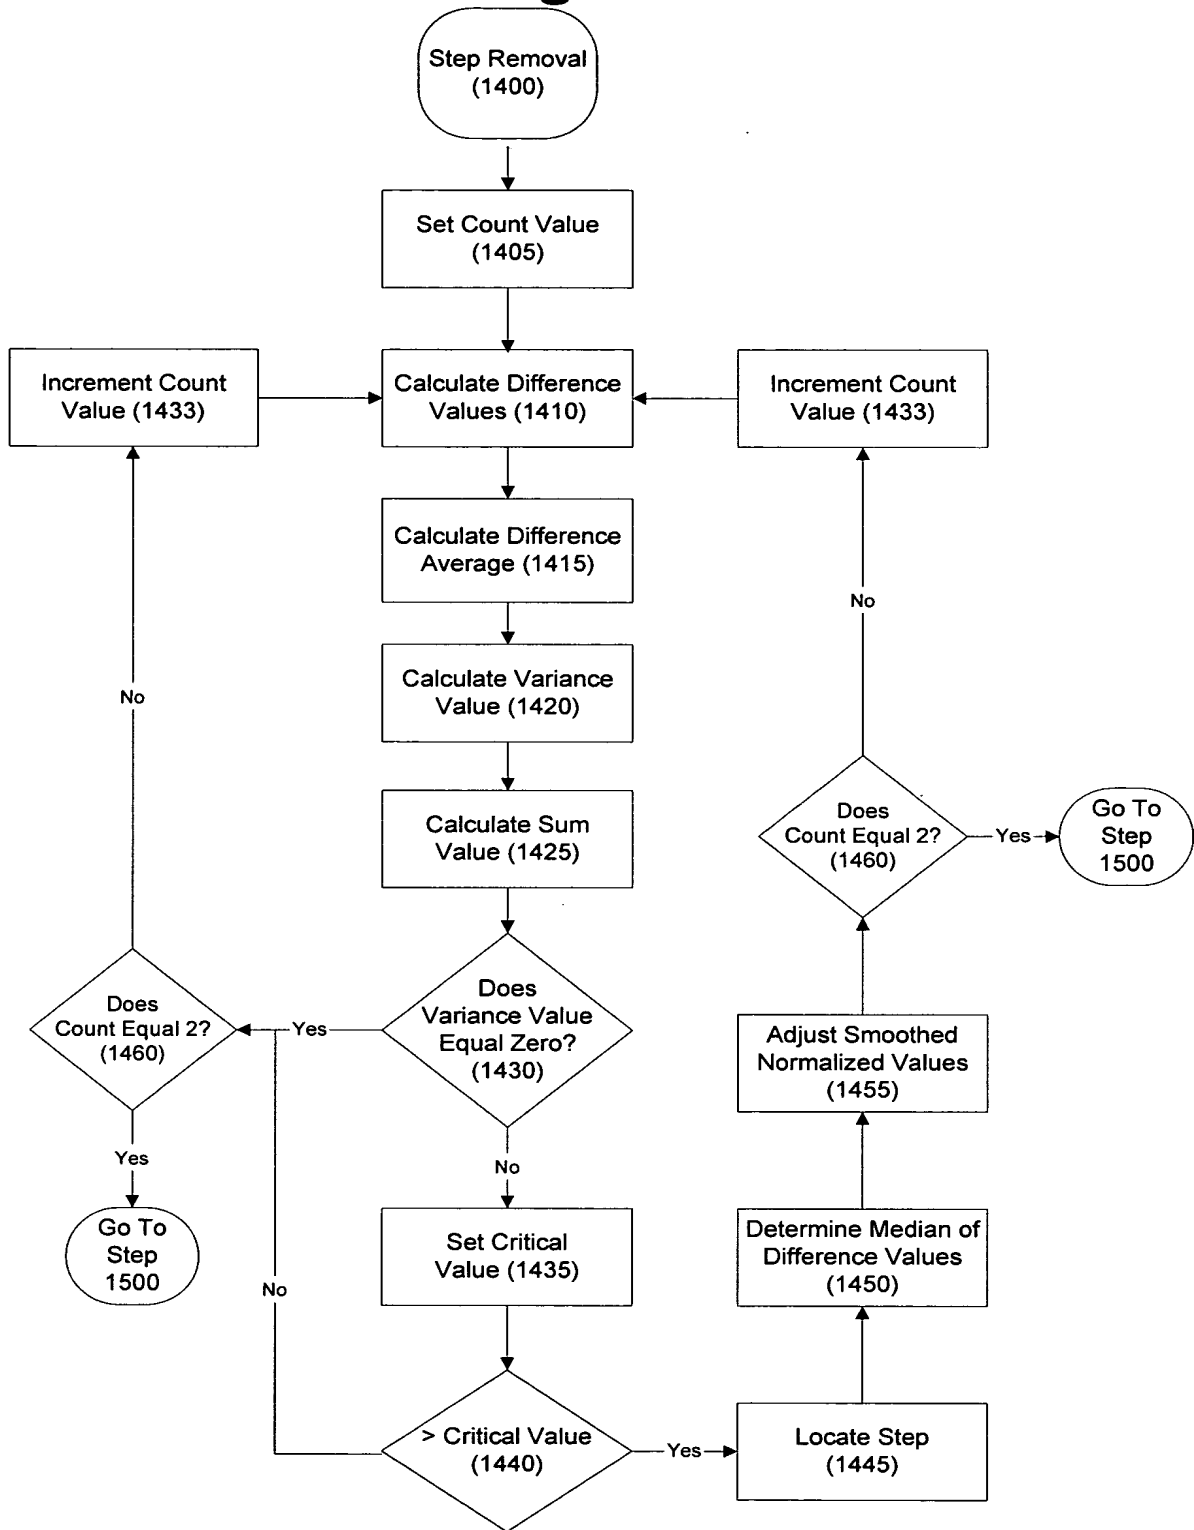 Step Removal
(1400)
Set Count Value
(1405)
Increment Count
Value (1433)
Calculate Difference
Values (1410)
Increment Count
Value (1433)
Calculate Difference
Average (1415)
No
Calculate Variance
Value (1420)
No
Calculate Sum
Value (1425)
Does
Count Equal 2?
(1460)
Yes
Go To
Step
1500
Does
Count Equal 2?
(1460)
Yes
Does
Variance Value
Equal Zero?
(1430)
Adjust Smoothed
Normalized Values
(1455)
Yes
No
Go To
Step
1500
Set Critical
Value (1435)
Determine Median of
Difference Values
(1450)
No
> Critical Value
(1440)
Yes
Locate Step
(1445)